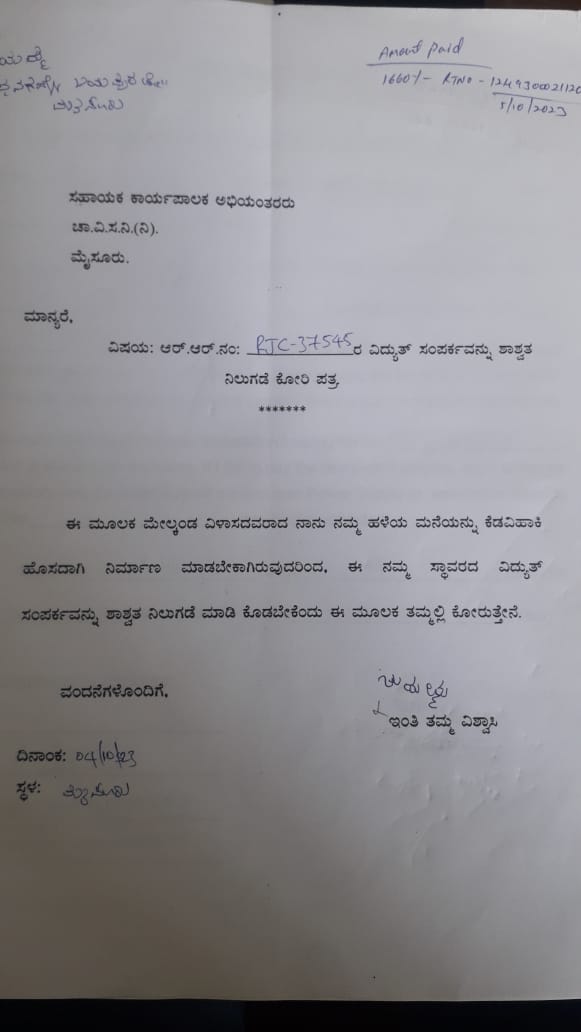 Amount Paid
1660/- RTNO - 1249300021120
5/10/2023
ಮೈಸೂರು
ಸಹಾಯಕ ಕಾರ್ಯಪಾಲಕ ಅಭಿಯಂತರರು
ಚಾ.ವಿ.ಸ.ನಿ.(ನಿ).
ಮೈಸೂರು.
ಮಾನ್ಯರೆ,
ವಿಷಯ: ಆರ್.ಆರ್.ನಂ: RJC-37545 ರ ವಿದ್ಯುತ್ ಸಂಪರ್ಕವನ್ನು ಶಾಶ್ವತ
ನಿಲುಗಡೆ ಕೋರಿ ಪತ್ರ
*******
ಈ ಮೂಲಕ ಮೇಲ್ಕಂಡ ವಿಳಾಸದವರಾದ ನಾನು ನಮ್ಮ ಹಳೆಯ ಮನೆಯನ್ನು ಕೆಡವಿಹಾಕಿ
ಹೊಸದಾಗಿ ನಿರ್ಮಾಣ ಮಾಡಬೇಕಾಗಿರುವುದರಿಂದ, ಈ ನಮ್ಮ ಸ್ಥಾವರದ ವಿದ್ಯುತ್
ಸಂಪರ್ಕವನ್ನು ಶಾಶ್ವತ ನಿಲುಗಡೆ ಮಾಡಿ ಕೊಡಬೇಕೆಂದು ಈ ಮೂಲಕ ತಮ್ಮಲ್ಲಿ ಕೋರುತ್ತೇನೆ.
ವಂದನೆಗಳೊಂದಿಗೆ,
ಇಂತಿ ತಮ್ಮ ವಿಶ್ವಾಸಿ
ದಿನಾಂಕ: 04/10/23
ಸ್ಥಳ: ಮೈಸೂರು